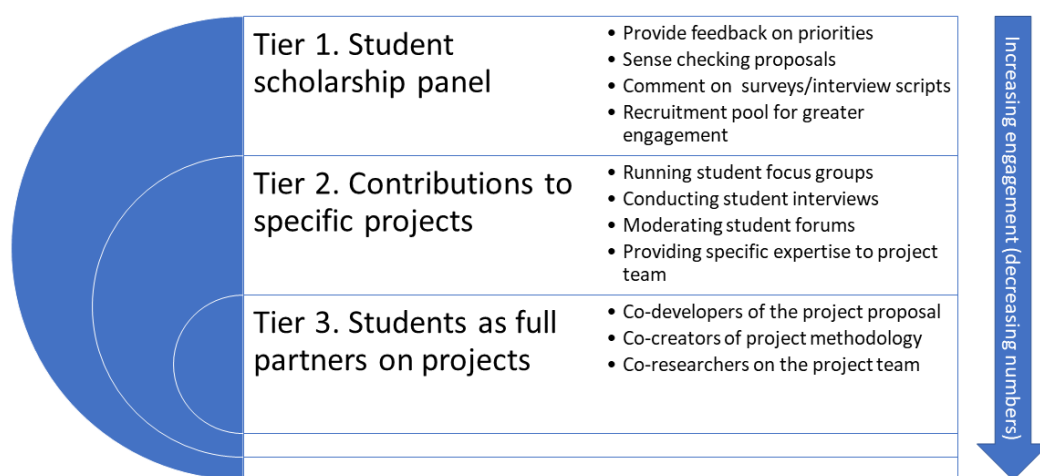 Tier 1. Student
scholarship panel
• Provide feedback on priorities
• Sense checking proposals
• Comment on surveys/interview scripts
• Recruitment pool for greater
engagement
Tier 2. Contributions to
specific projects
• Running student focus groups
• Conducting student interviews
• Moderating student forums
• Providing specific expertise to project
team
Tier 3. Students as full
partners on projects
• Co-developers of the project proposal
• Co-creators of project methodology
• Co-researchers on the project team
Increasing engagement (decreasing numbers)